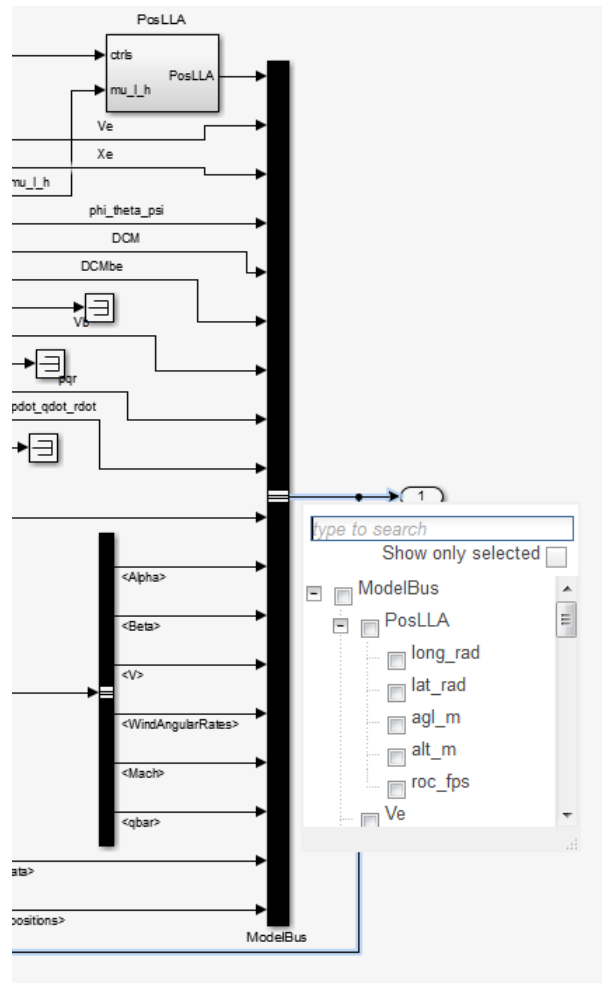 PosLLA
ctrls
PosLLA
mu_l_h
Ve
Xe
mu_l_h
phi_theta_psi
DCM
DCMbe
Vb
pqr
pdot_qdot_rdot
1
type to search
Show only selected
ModelBus
PosLLA
long_rad
lat_rad
agl_m
alt_m
roc_fps
Ve
<Alpha>
<Beta>
<V>
<WindAngularRates>
<Mach>
<qbar>
ata>
positions>
ModelBus